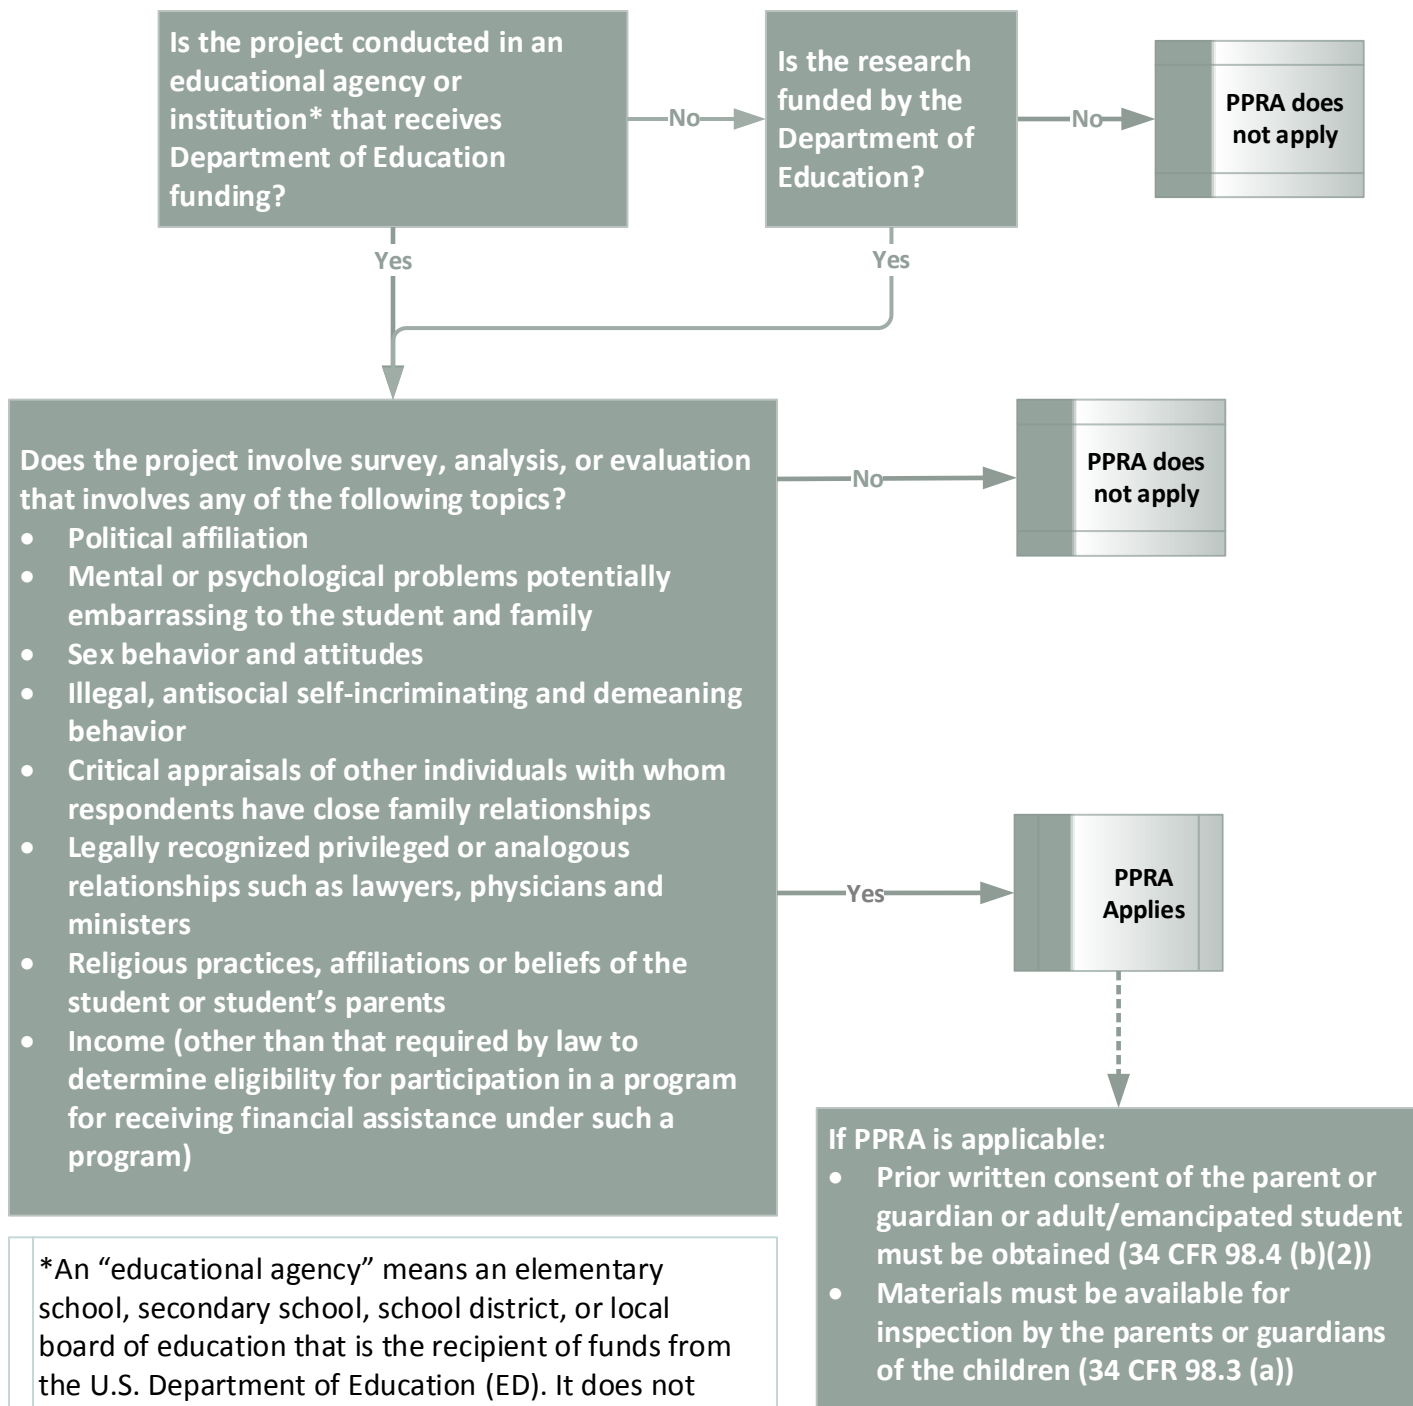 Is the project conducted in an
educational agency or
institution* that receives
Department of Education
funding?
No
Is the research
funded by the
Department of
Education?
No
PPRA does
not apply
Yes
Yes
Does the project involve survey, analysis, or evaluation
that involves any of the following topics?
• Political affiliation
• Mental or psychological problems potentially
embarrassing to the student and family
• Sex behavior and attitudes
• Illegal, antisocial self-incriminating and demeaning
behavior
• Critical appraisals of other individuals with whom
respondents have close family relationships
• Legally recognized privileged or analogous
relationships such as lawyers, physicians and
ministers
• Religious practices, affiliations or beliefs of the
student or student’s parents
• Income (other than that required by law to
determine eligibility for participation in a program
for receiving financial assistance under such a
program)
No
PPRA does
not apply
Yes
PPRA
Applies
If PPRA is applicable:
• Prior written consent of the parent or
guardian or adult/emancipated student
must be obtained (34 CFR 98.4 (b)(2))
• Materials must be available for
inspection by the parents or guardians
of the children (34 CFR 98.3 (a))
*An “educational agency” means an elementary
school, secondary school, school district, or local
board of education that is the recipient of funds from
the U.S. Department of Education (ED). It does not